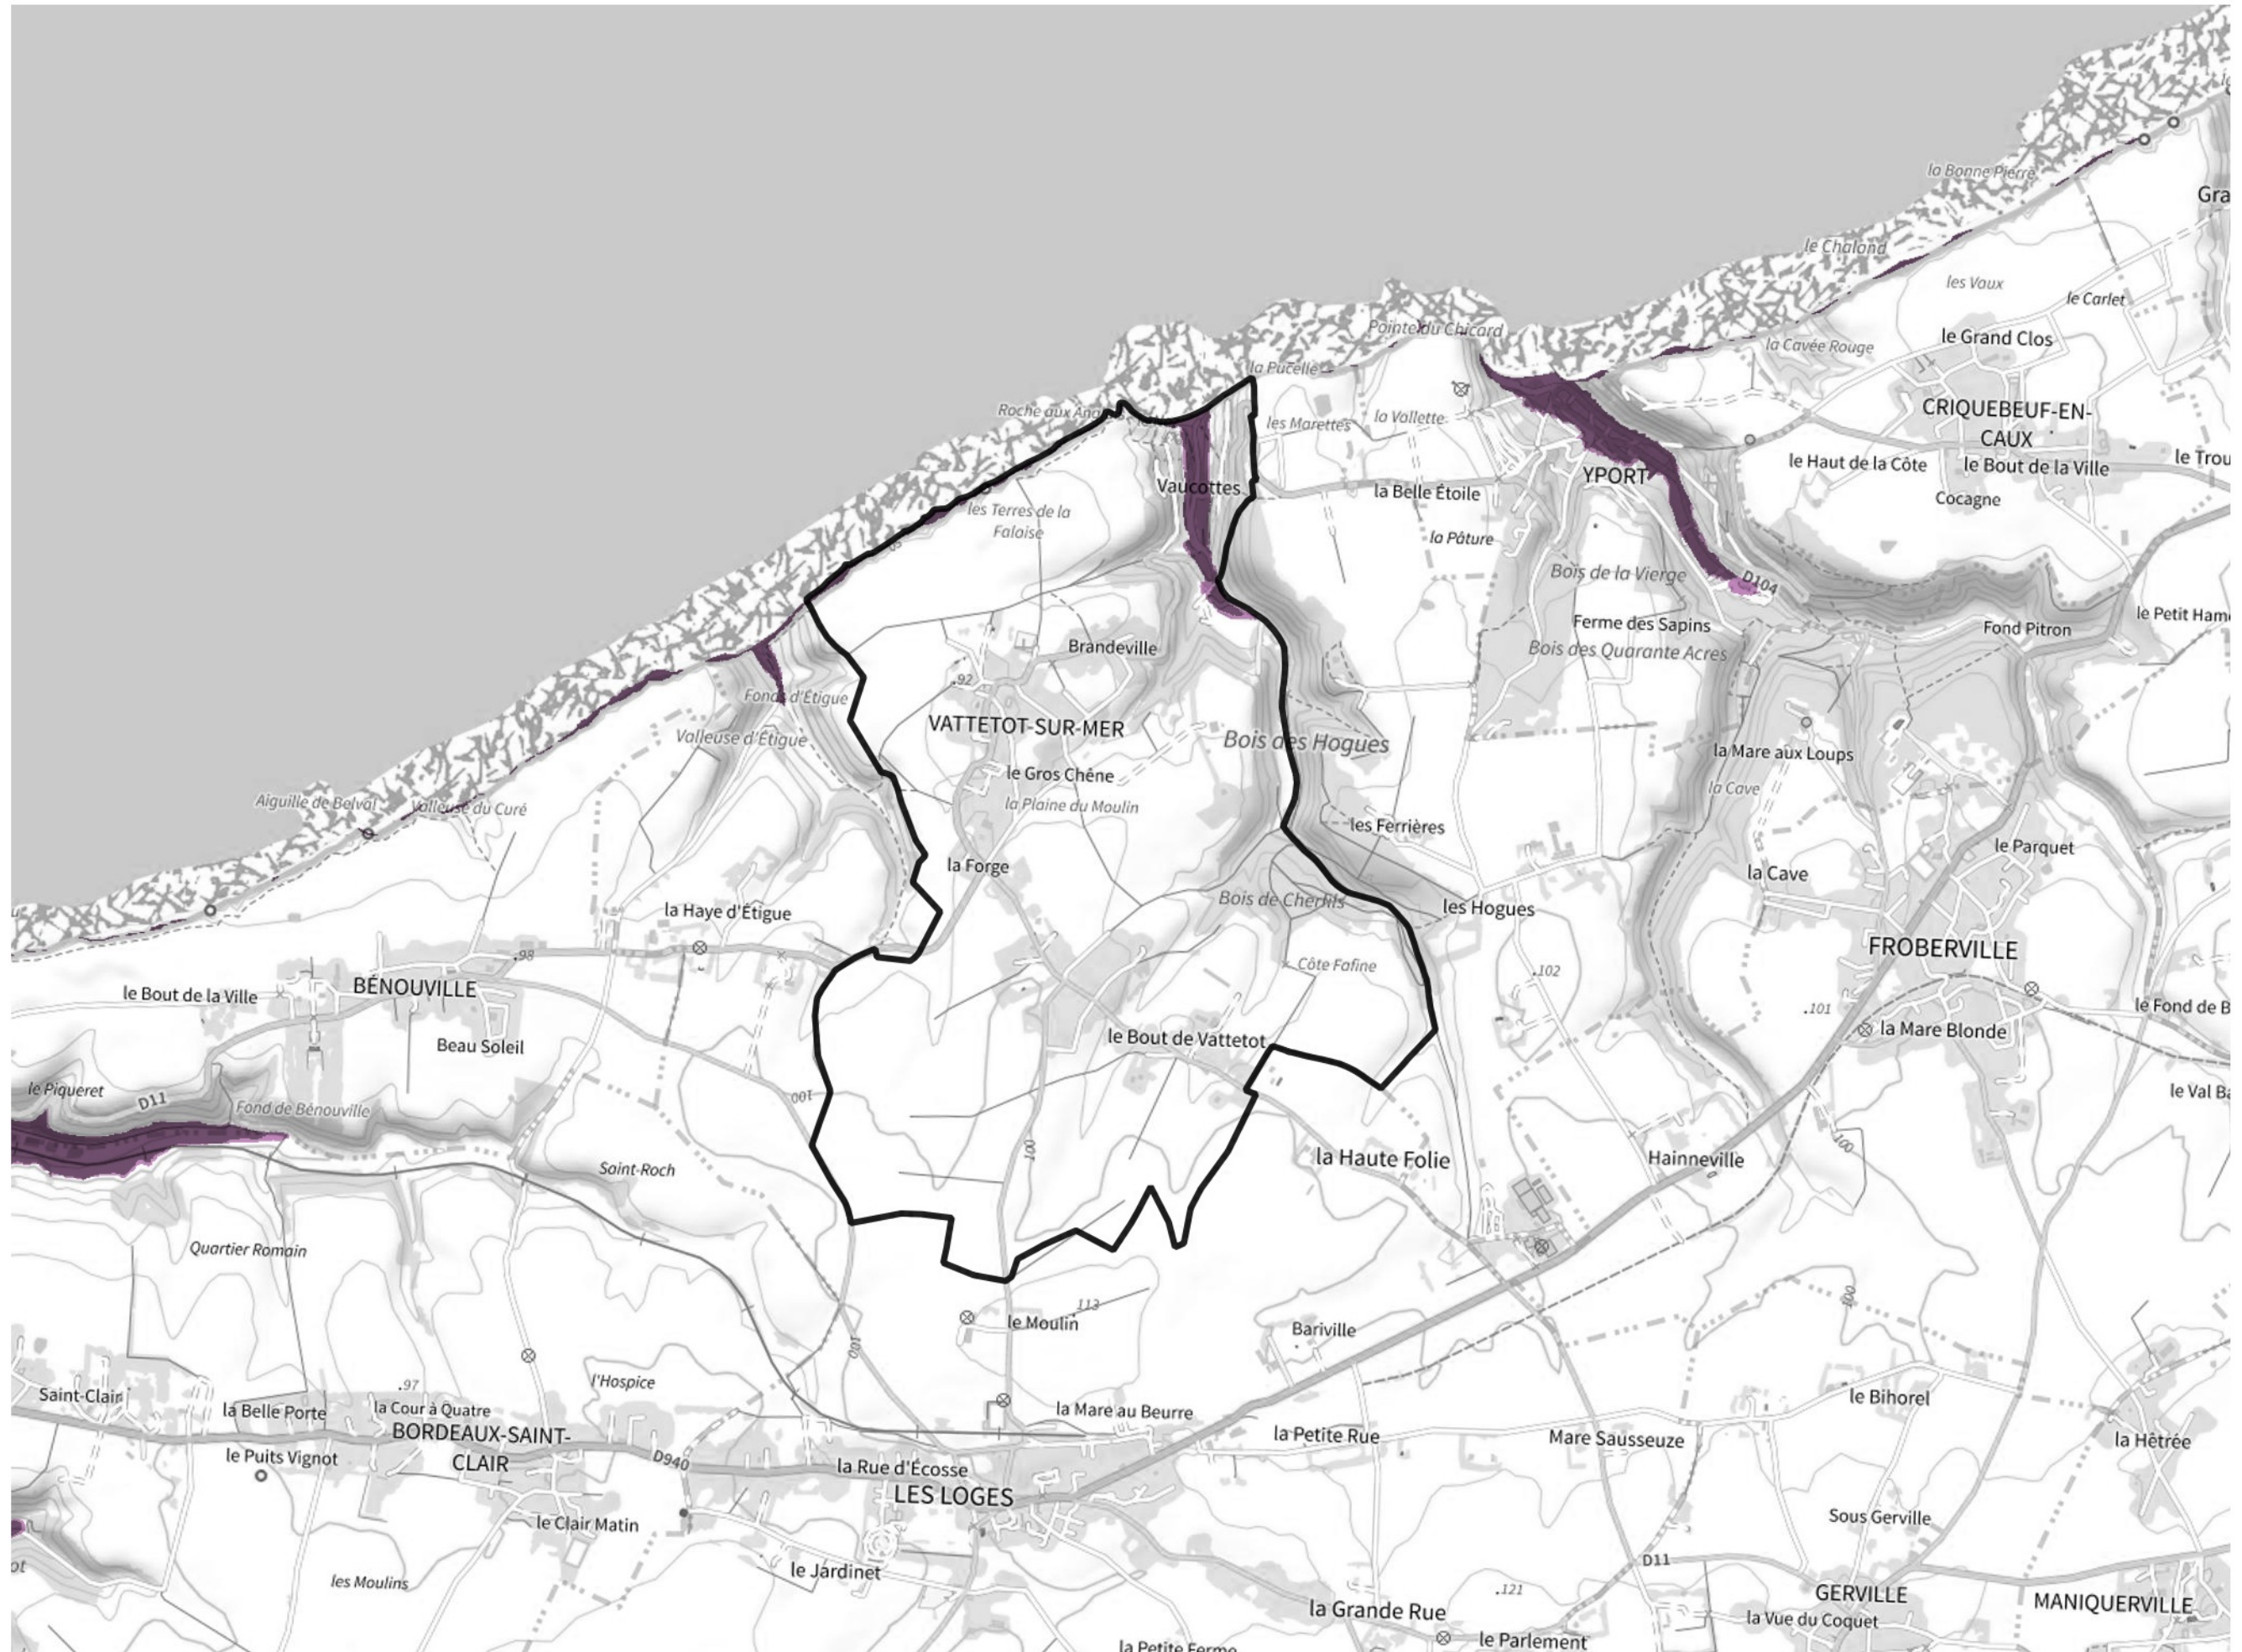 la Bonne Pierre
Gra
le Chaland
les Vaux
le Carlet
Pointe du Chicard
le Grand Clos
la Cavée Rouge
la Pucelle
Roche aux
les Marettes
la Vallette
CRIQUEBEUF-EN-
CAUX
le Haut de la Côte
le Bout de la Ville
le Trou
YPORT
Vaucottes
la Belle Étoile
Cocagne
les Terres de la
Falaise
la Pâture
Bois de la Vierge
D104
le Petit Ham
Ferme des Sapins
Fond Pitron
Brandeville
Bois des Quarante Acres
.92
Fond d'Étigue
VATTETOT-SUR-MER
Valleuse d'Étigue
Bois des Hogues
la Mare aux Loups
le Gros Chêne
la Cave
Aiguille de Belval
Valleuse du Curé
la Plaine du Moulin
les Ferrières
le Parquet
la Forge
la Cave
Bois de Cherfils
la Haye d'Étigue
les Hogues
FROBERVILLE
.98
Côte Fafine
.102
BÉNOUVILLE
le Bout de la Ville
.101
le Fond de B
la Mare Blonde
le Bout de Vattetot
Beau Soleil
le Piqueret
D11
Fond de Bénouville
100
le Val Ba
100
100
la Haute Folie
Hainneville
Saint-Roch
Quartier Romain
100
113
le Moulin
Bariville
100
l'Hospice
.97
Saint-Clair
la Belle Porte
la Cour à Quatre
le Bihorel
la Mare au Beurre
BORDEAUX-SAINT-
CLAIR
la Petite Rue
Mare Sausseuze
la Hêtrée
le Puits Vignot
D940
la Rue d'Écosse
LES LOGES
Sous Gerville
le Clair Matin
D11
ot
les Moulins
le Jardinet
.121
GERVILLE
MANIQUERVILLE
la Grande Rue
la Vue du Coquet
le Parlement
la Petite Ferme